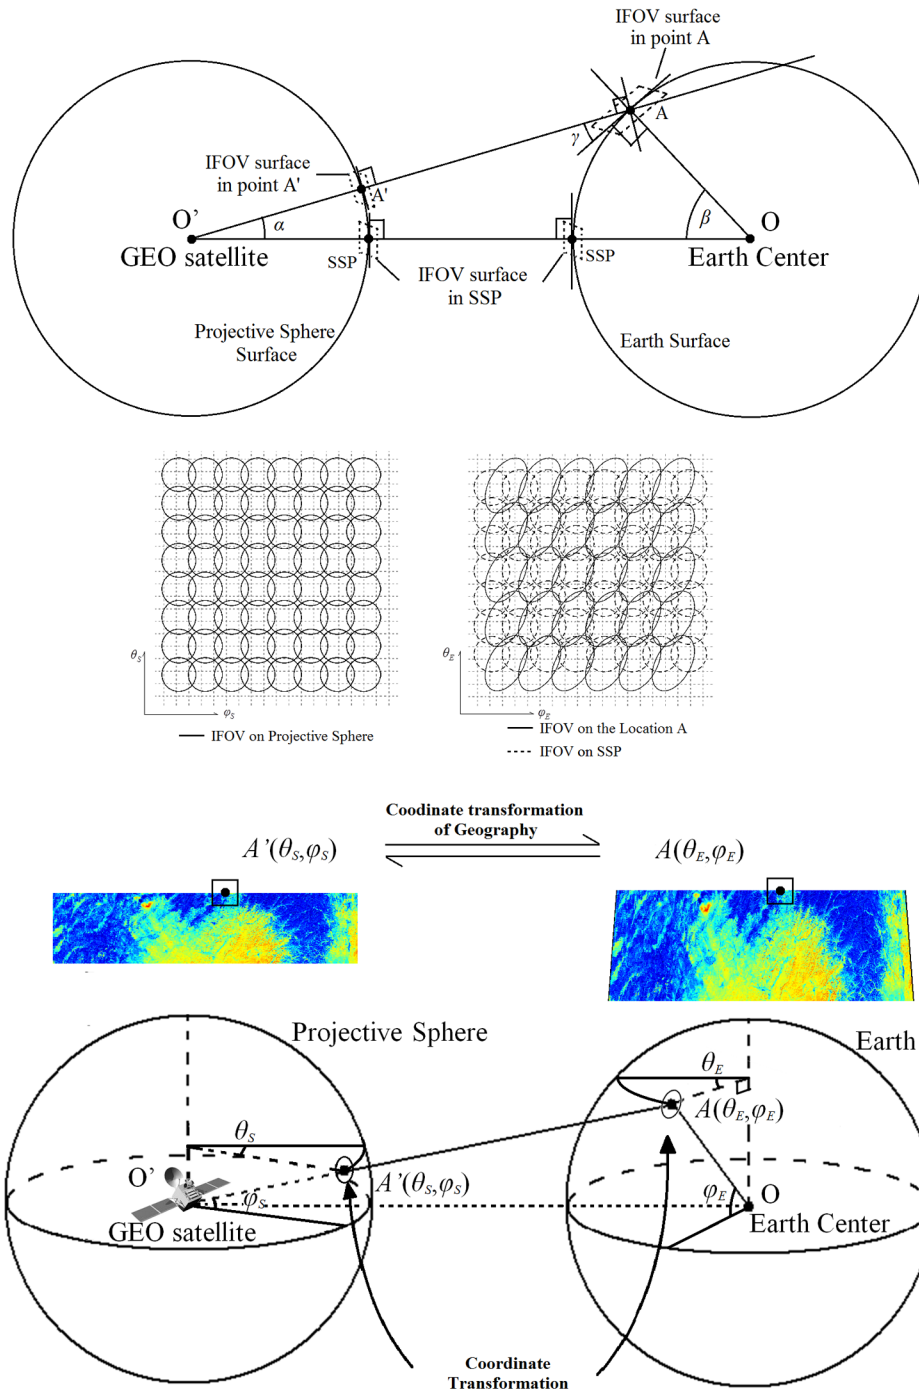 IFOV surface
in point A
A
γ
IFOV surface
in point A'
A'
O’
α
β
O
GEO satellite
SSP
IFOV surface
in SSP
SSP
Earth Center
Projective Sphere
Surface
Earth Surface
θS
φS
IFOV on Projective Sphere
θE
φE
IFOV on the Location A
IFOV on SSP
Coodinate transformation
of Geography
A’(θS,φS)
A(θE,φE)
Projective Sphere
Earth
θE
A(θE,φE)
θS
O’
A’(θS,φS)
φS
φE
O
GEO satellite
Earth Center
Coordinate
Transformation